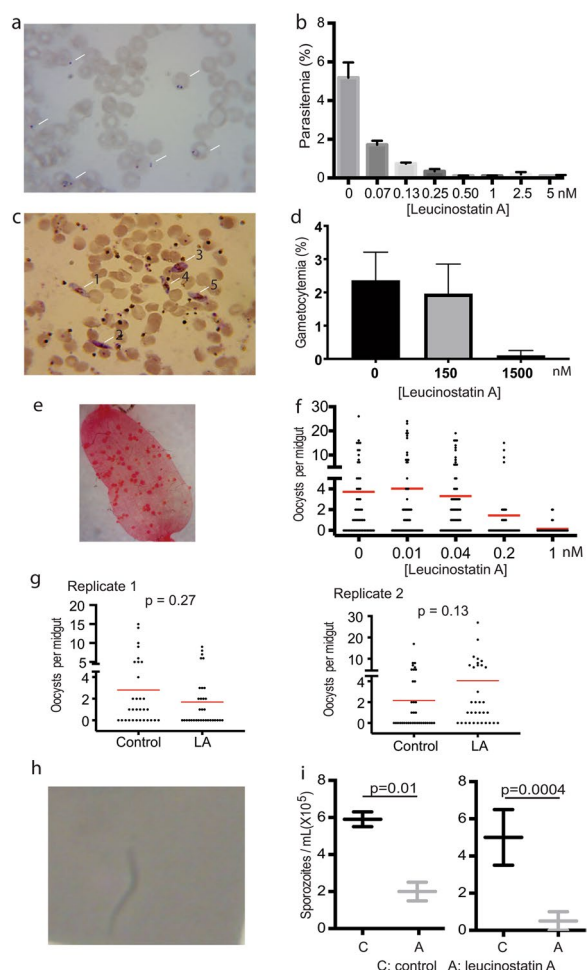 a
b
Parasitemia (%)
8
6
4
2
0
0 0.07 0.13 0.25 0.50 1 2.5 5 nM
[Leucinostatin A]
c
1
2
3
4
5
d
Gametocytemia (%)
4
3
2
1
0
0 150 1500 nM
[Leucinostatin A]
e
f
Oocysts per midgut
30
20
10
4
2
0
0 0.01 0.04 0.2 1 nM
[Leucinostatin A]
g
Replicate 1
p = 0.27
Oocysts per midgut
20
15
10
5
4
2
0
Control LA
Replicate 2
p = 0.13
Oocysts per midgut
30
20
10
4
2
0
Control LA
h
i
Sporozoites / mL(X10⁵)
8
6
4
2
0
p=0.01
C A
8
6
4
2
0
p=0.0004
C A
C: control A: leucinostatin A